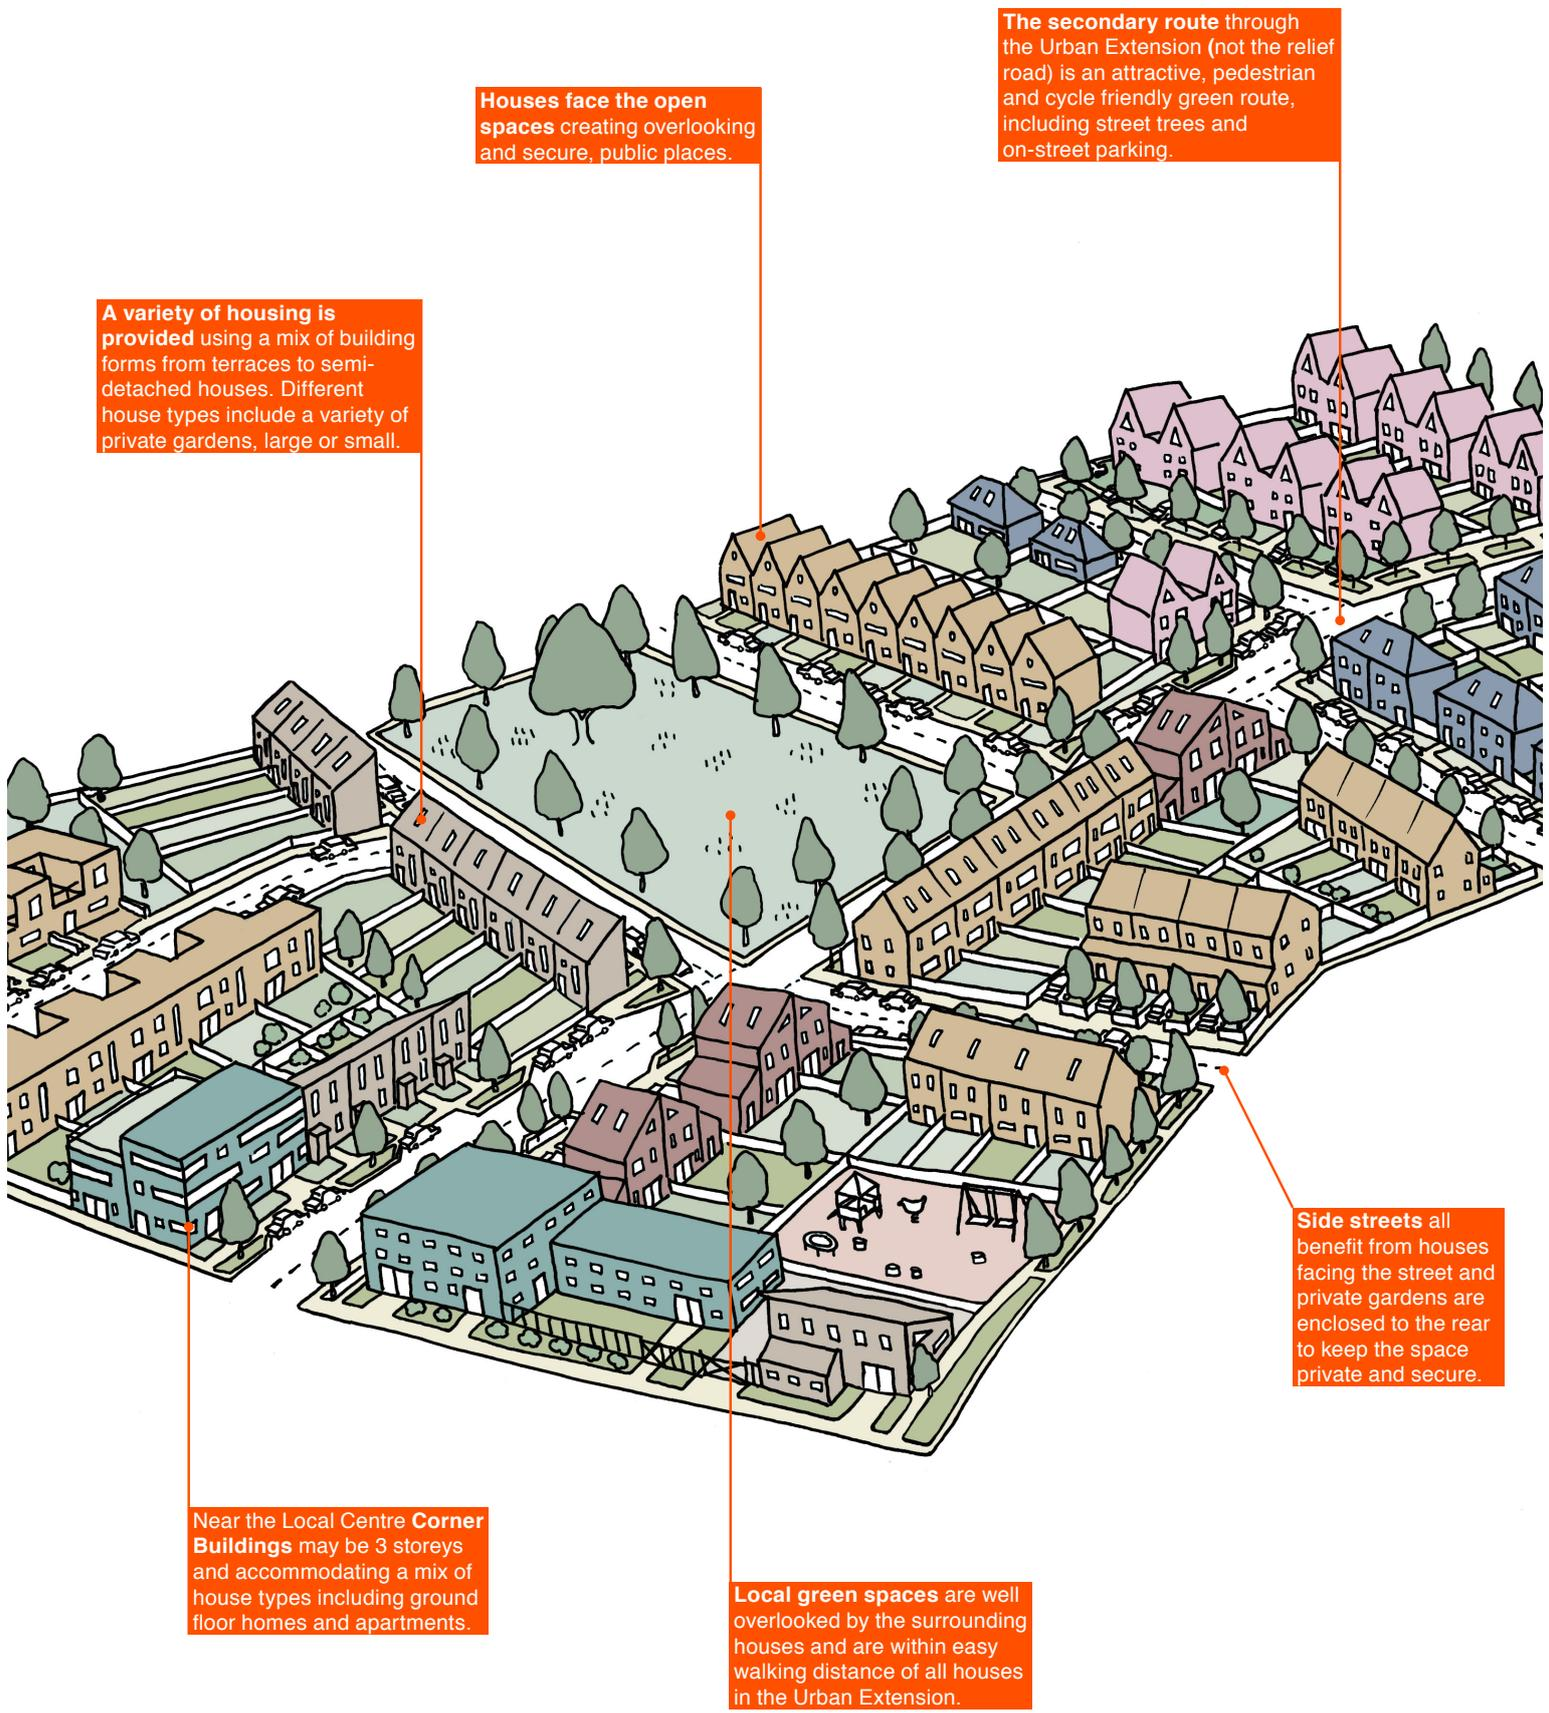 The secondary route through
the Urban Extension (not the relief
road) is an attractive, pedestrian
and cycle friendly green route,
including street trees and
on-street parking.
Houses face the open
spaces creating overlooking
and secure, public places.
A variety of housing is
provided using a mix of building
forms from terraces to semi-
detached houses. Different
house types include a variety of
private gardens, large or small.
Side streets all
benefit from houses
facing the street and
private gardens are
enclosed to the rear
to keep the space
private and secure.
Near the Local Centre Corner
Buildings may be 3 storeys
and accommodating a mix of
house types including ground
floor homes and apartments.
Local green spaces are well
overlooked by the surrounding
houses and are within easy
walking distance of all houses
in the Urban Extension.